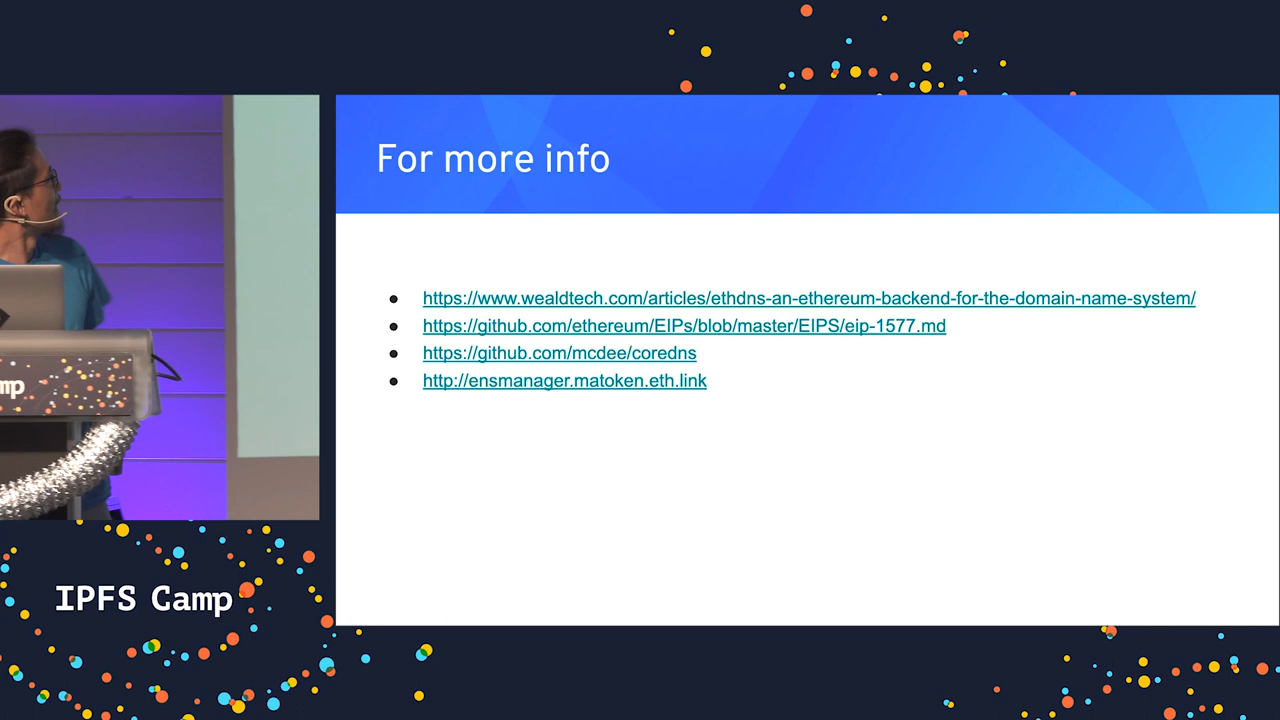 For more info
● https://www.wealdtech.com/articles/ethdns-an-ethereum-backend-for-the-domain-name-system/
● https://github.com/ethereum/EIPs/blob/master/EIPS/eip-1577.md
● https://github.com/mcdee/coredns
● http://ensmanager.matoken.eth.link
mp
IPFS Camp